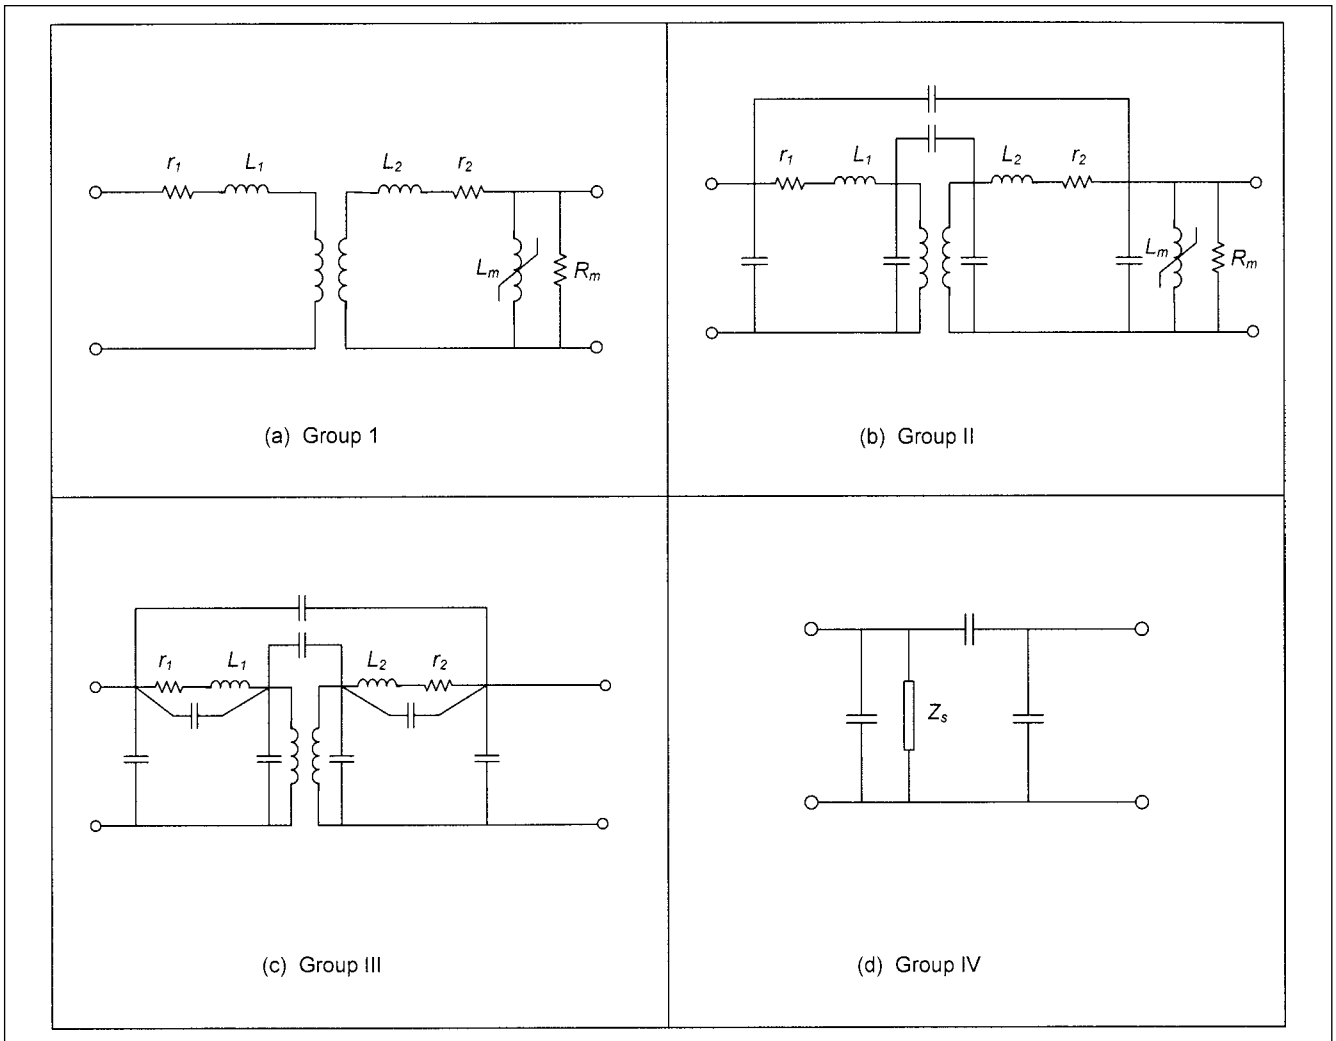 r1 L1 L2 r2
Lm Rm
(a) Group 1
r1 L1 L2 r2
Lm Rm
(b) Group II
r1 L1 L2 r2
(c) Group III
Zs
(d) Group IV